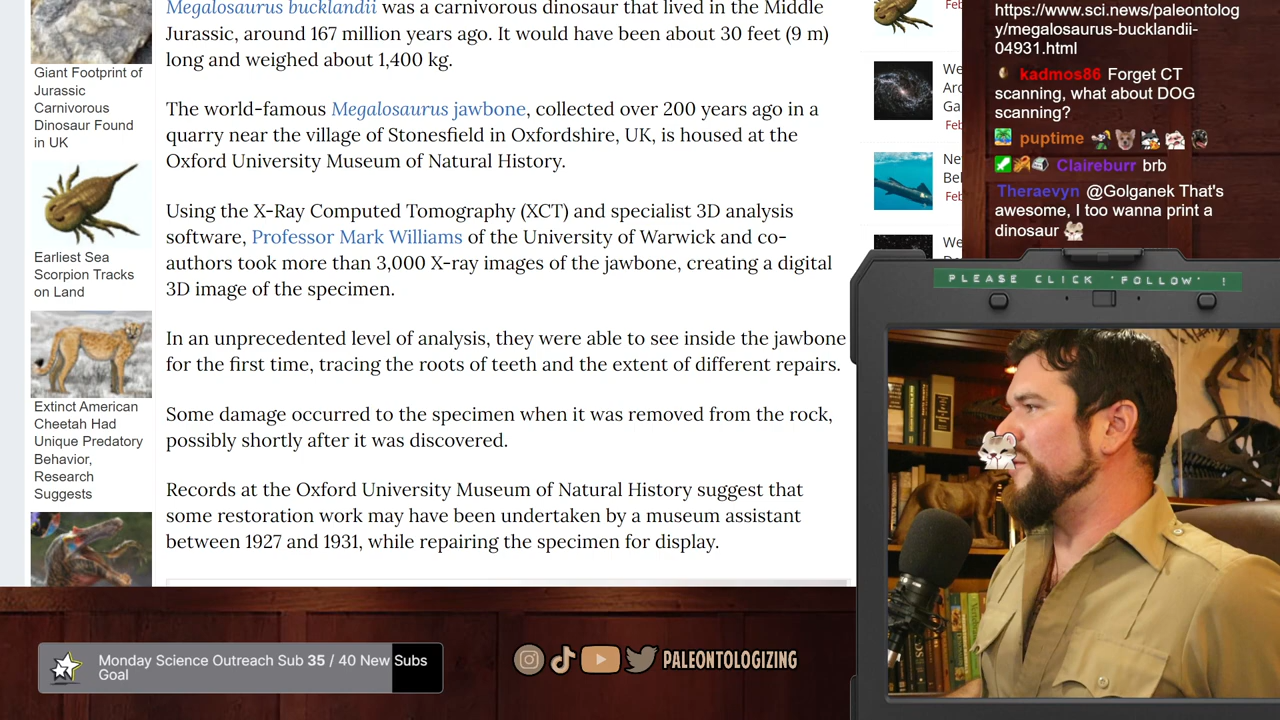 Giant Footprint of
Jurassic
Carnivorous
Dinosaur Found
in UK
Earliest Sea
Scorpion Tracks
on Land
Extinct American
Cheetah Had
Unique Predatory
Behavior,
Research
Suggests
Megalosaurus bucklandii was a carnivorous dinosaur that lived in the Middle
Jurassic, around 167 million years ago. It would have been about 30 feet (9 m)
long and weighed about 1,400 kg.
The world-famous Megalosaurus jawbone, collected over 200 years ago in a
quarry near the village of Stonesfield in Oxfordshire, UK, is housed at the
Oxford University Museum of Natural History.
Using the X-Ray Computed Tomography (XCT) and specialist 3D analysis
software, Professor Mark Williams of the University of Warwick and co-
authors took more than 3,000 X-ray images of the jawbone, creating a digital
3D image of the specimen.
In an unprecedented level of analysis, they were able to see inside the jawbone
for the first time, tracing the roots of teeth and the extent of different repairs.
Some damage occurred to the specimen when it was removed from the rock,
possibly shortly after it was discovered.
Records at the Oxford University Museum of Natural History suggest that
some restoration work may have been undertaken by a museum assistant
between 1927 and 1931, while repairing the specimen for display.
Feb
We
Arc
Ga
Feb
Ne
Bel
Feb
We
https://www.sci.news/paleontolog
y/megalosaurus-bucklandii-
04931.html
kadmos86 Forget CT
scanning, what about DOG
scanning?
puptime
Claireburr brb
Theraevyn @Golganek That's
awesome, I too wanna print a
dinosaur
PLEASE CLICK "FOLLOW" !
Monday Science Outreach Sub 35 / 40 New Subs
Goal
PALEONTOLOGIZING